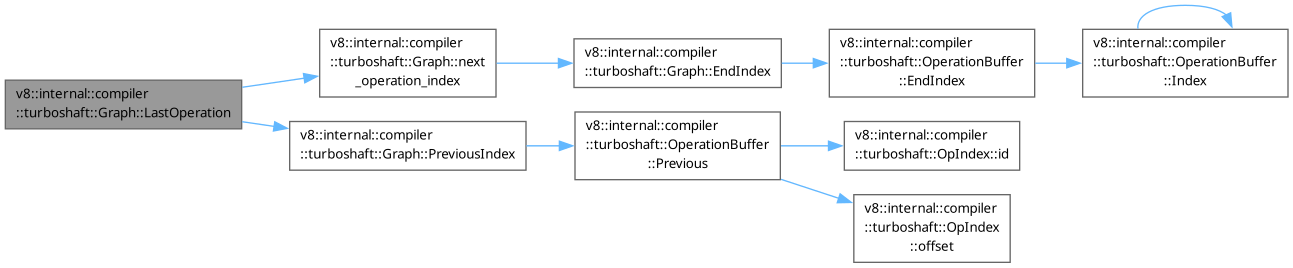 v8::internal::compiler
::turboshaft::Graph::LastOperation
v8::internal::compiler
::turboshaft::Graph::next
_operation_index
v8::internal::compiler
::turboshaft::Graph::EndIndex
v8::internal::compiler
::turboshaft::OperationBuffer
::EndIndex
v8::internal::compiler
::turboshaft::OperationBuffer
::Index
v8::internal::compiler
::turboshaft::Graph::PreviousIndex
v8::internal::compiler
::turboshaft::OperationBuffer
::Previous
v8::internal::compiler
::turboshaft::OpIndex::id
v8::internal::compiler
::turboshaft::OpIndex
::offset